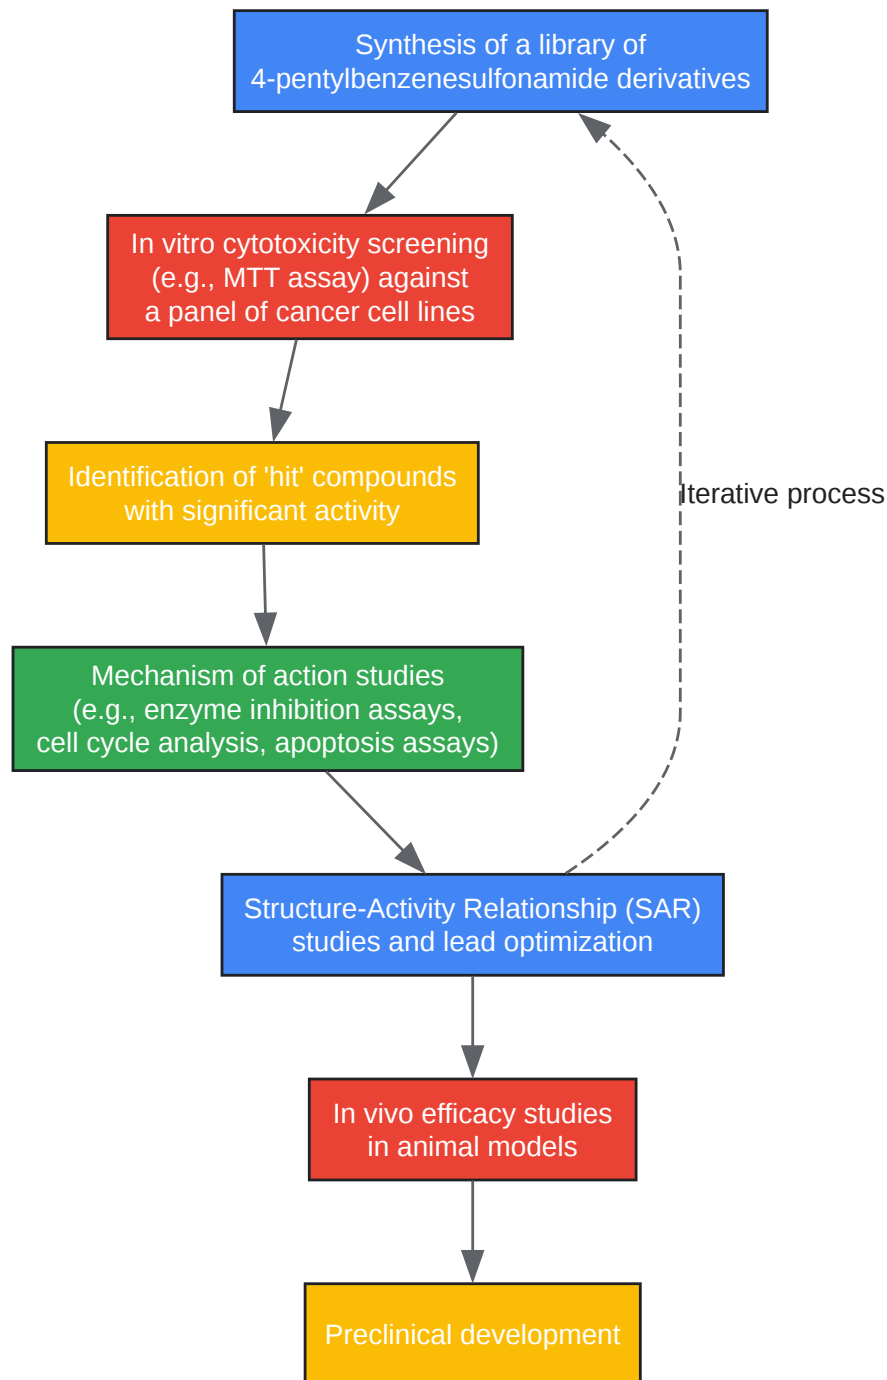 Synthesis of a library of
4-pentylbenzenesulfonamide derivatives
In vitro cytotoxicity screening
(e.g., MTT assay) against
a panel of cancer cell lines
Identification of 'hit' compounds
with significant activity
Iterative process
Mechanism of action studies
(e.g., enzyme inhibition assays,
cell cycle analysis, apoptosis assays)
Structure-Activity Relationship (SAR)
studies and lead optimization
In vivo efficacy studies
in animal models
Preclinical development